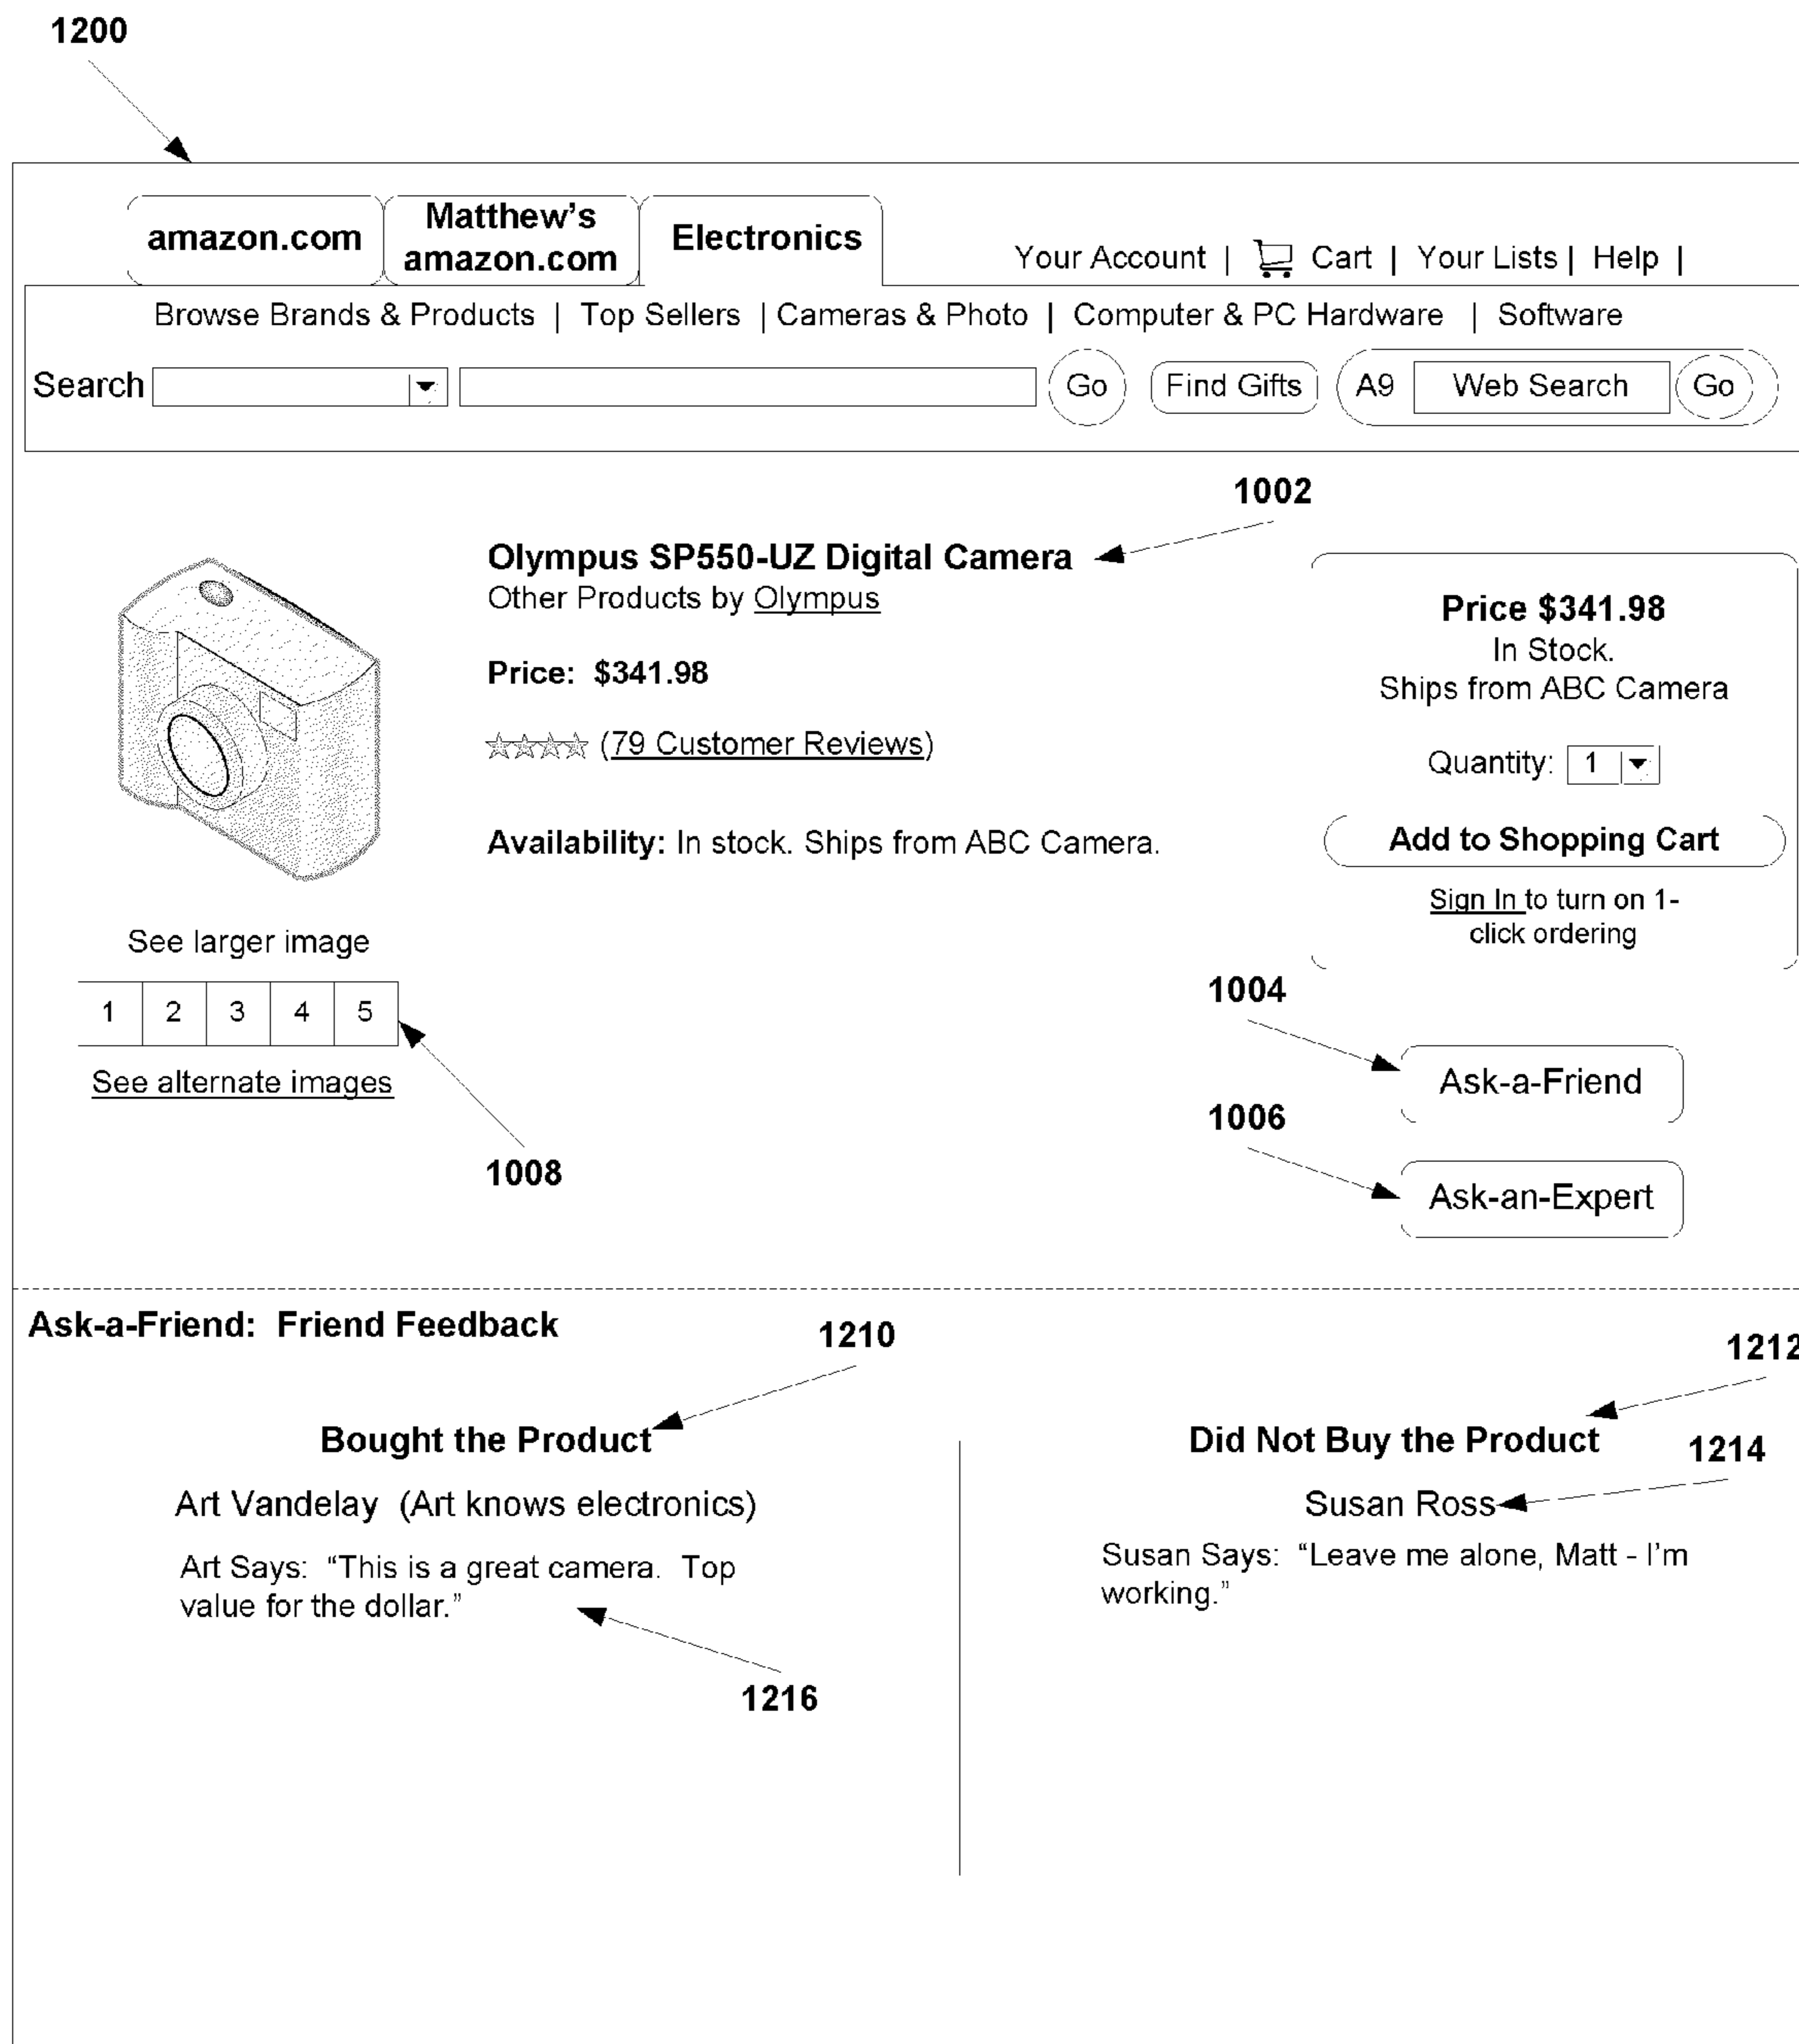 1200
amazon.com
Matthew's
amazon.com
Electronics
Your Account | Cart | Your Lists | Help |
Browse Brands & Products | Top Sellers | Cameras & Photo | Computer & PC Hardware | Software
Search Go Find Gifts A9 Web Search Go
1002
Olympus SP550-UZ Digital Camera
Other Products by Olympus
Price: $341.98
(79 Customer Reviews)
Availability: In stock. Ships from ABC Camera.
Price $341.98
In Stock.
Ships from ABC Camera
Quantity: 1
Add to Shopping Cart
Sign In to turn on 1-
click ordering
See larger image
1 2 3 4 5
See alternate images
1008
1004
Ask-a-Friend
1006
Ask-an-Expert
Ask-a-Friend: Friend Feedback
1210
Bought the Product
Art Vandelay (Art knows electronics)
Art Says: “This is a great camera. Top
value for the dollar.”
1216
1212
Did Not Buy the Product
1214
Susan Ross
Susan Says: “Leave me alone, Matt - I’m
working.”